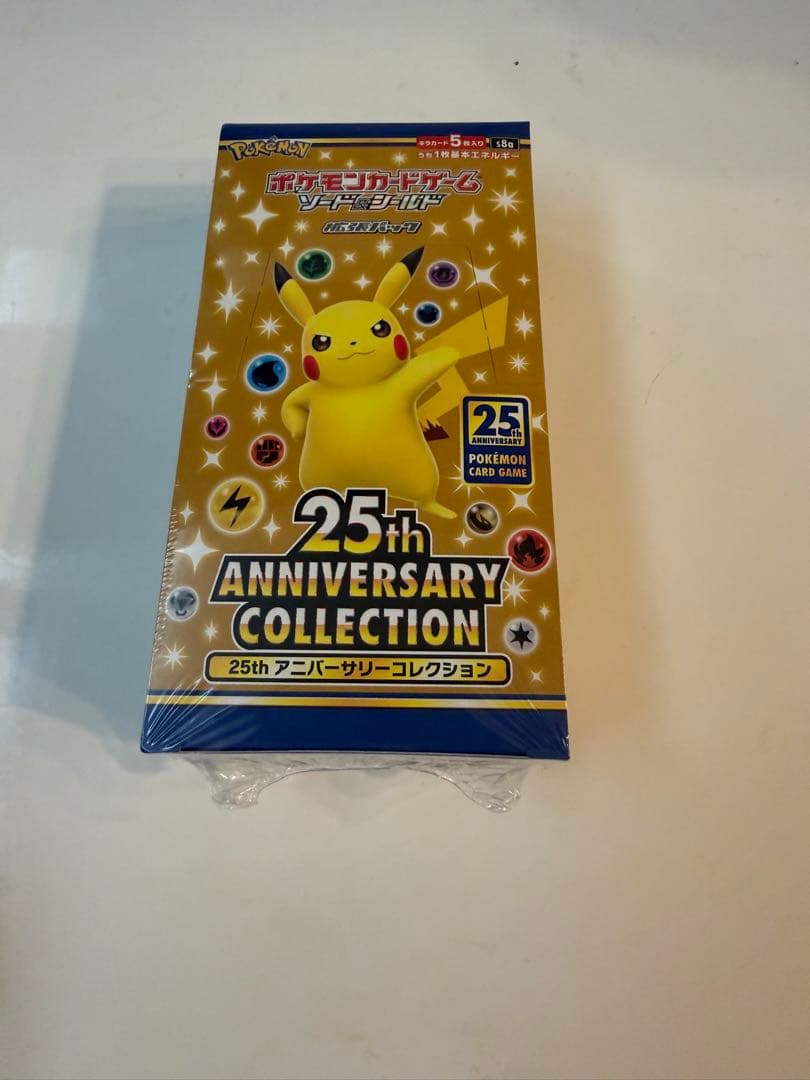 POKÉMON
キラカード5枚入り
うち1枚基本エネルギー
s8a
ポケモンカードゲーム
ソード&シールド
拡張パック
25th
ANNIVERSARY
POKÉMON
CARD GAME
25th
ANNIVERSARY
COLLECTION
25th アニバーサリーコレクション